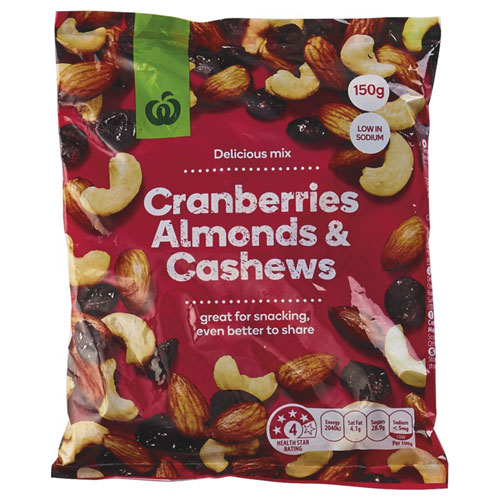 150g
LOW IN
SODIUM
Delicious mix
Cranberries
Almonds &
Cashews
great for snacking,
even better to share
4
HEALTH STAR
RATING
Energy
2040kJ
Sat Fat
4.1g
Sugars
28.9g
Sodium
<5mg
LOW
Per 100g